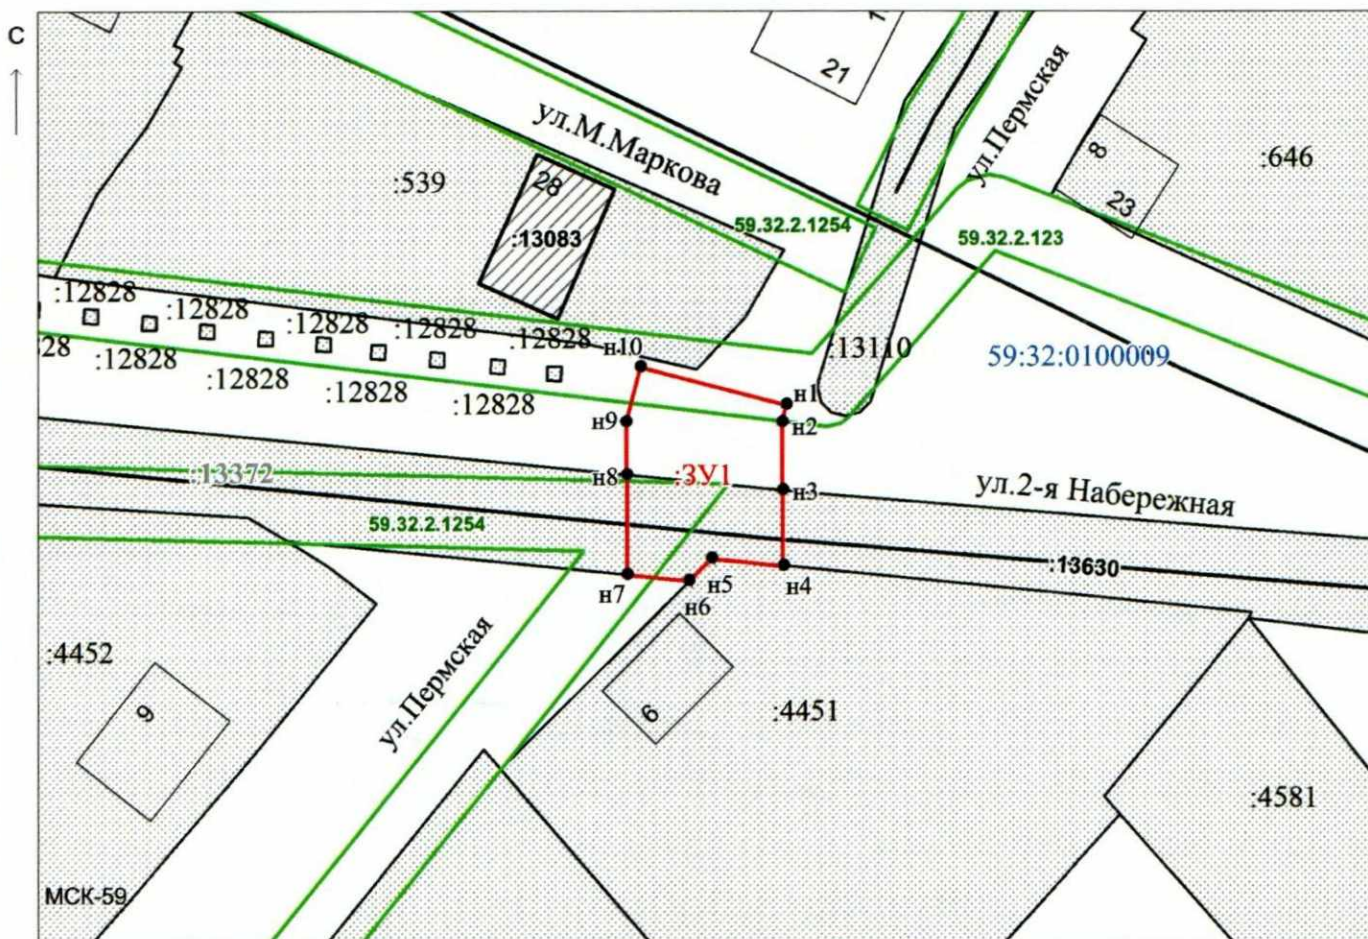 С
21
ул.М.Маркова
ул.Пермская
8
23
:646
:539
28
:13083
59.32.2.1254
59.32.2.123
:12828
:12828
:12828
:12828
:12828
:12828
:12828
:12828
:12828
н10
:13110
59:32:0100009
н1
н2
н9
:13372
н8
:ЗУ1
н3
ул.2-я Набережная
59.32.2.1254
:13630
н7
н6
н5
н4
:4452
9
ул.Пермская
6
:4451
:4581
МСК-59